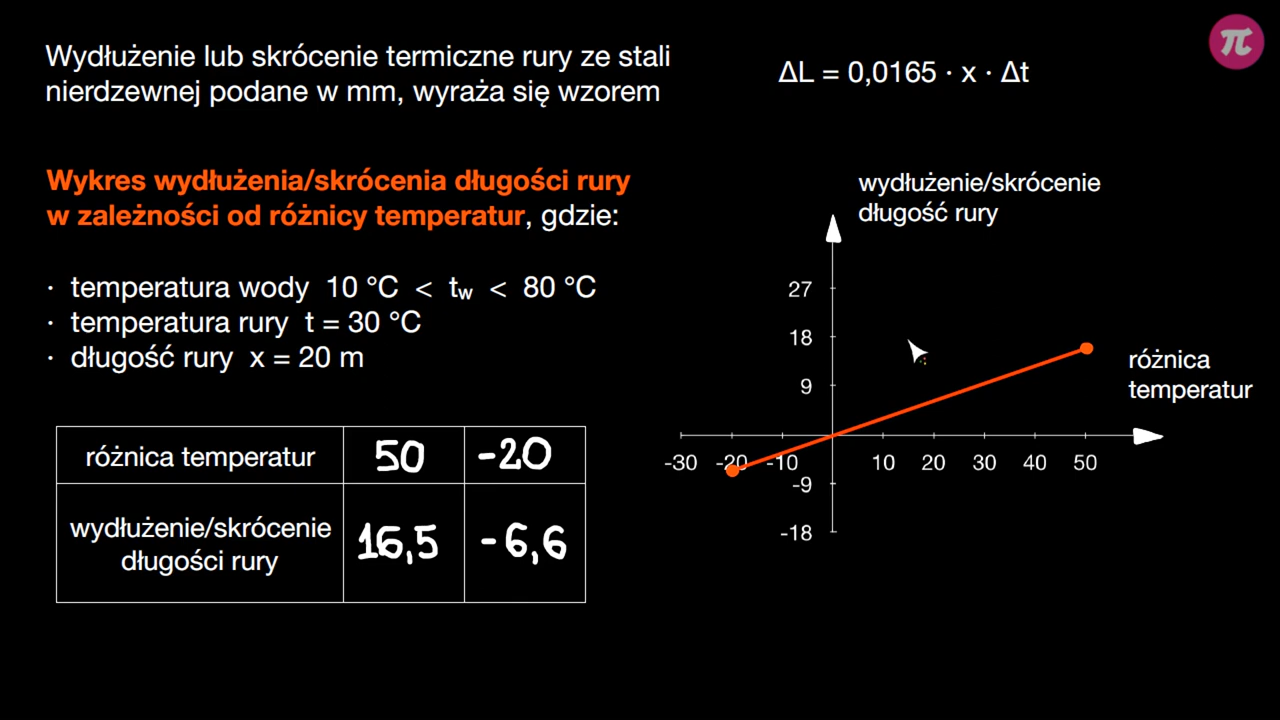 Wydłużenie lub skrócenie termiczne rury ze stali
nierdzewnej podane w mm, wyraża się wzorem
ΔL = 0,0165 · x · Δt
π
Wykres wydłużenia/skrócenia długości rury
w zależności od różnicy temperatur, gdzie:
· temperatura wody 10 °C < tw < 80 °C
· temperatura rury t = 30 °C
· długość rury x = 20 m
różnica temperatur 50 -20
wydłużenie/skrócenie
długości rury 16,5 -6,6
wydłużenie/skrócenie
długość rury
27
18
9
różnica
temperatur
-30 -20 -10 10 20 30 40 50
-9
-18